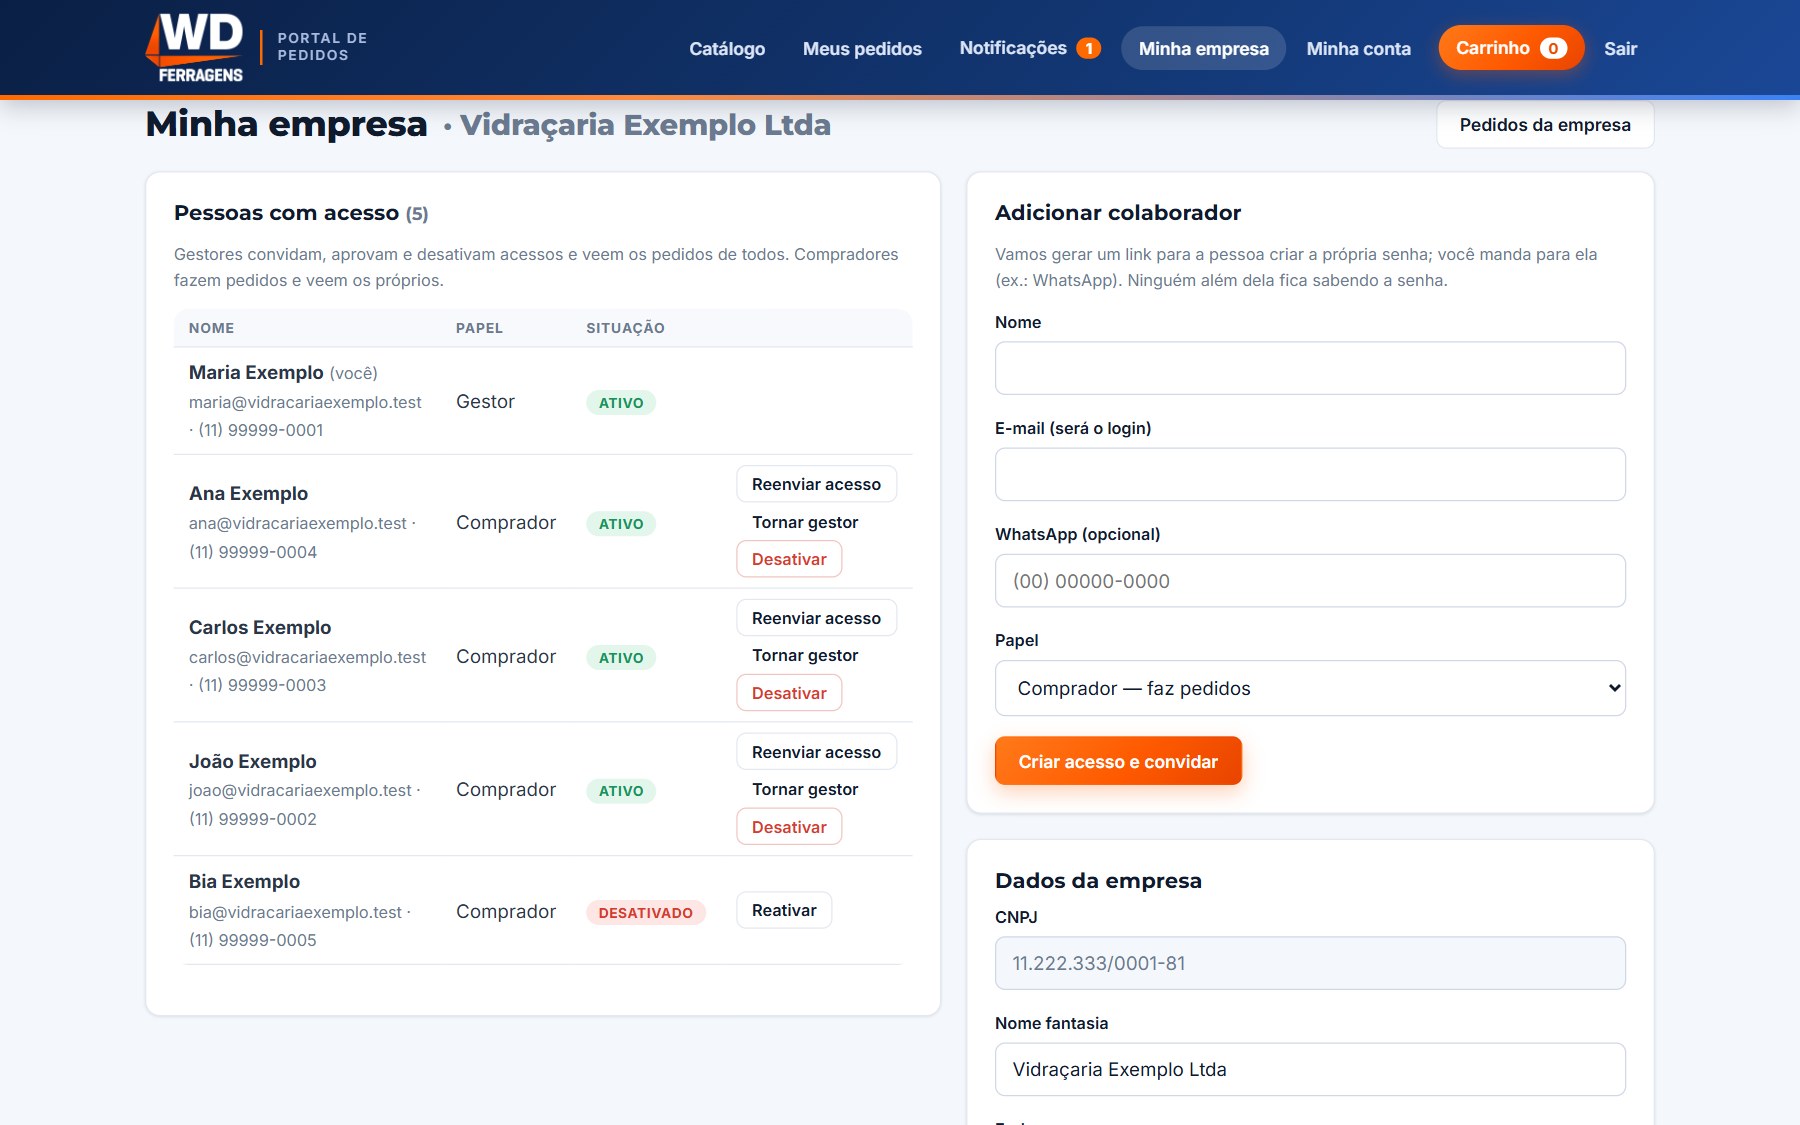 WD
FERRAGENS
PORTAL DE
PEDIDOS
Catálogo
Meus pedidos
Notificações 1
Minha empresa
Minha conta
Carrinho 0
Sair
Minha empresa · Vidraçaria Exemplo Ltda
Pedidos da empresa
Pessoas com acesso (5)
Gestores convidam, aprovam e desativam acessos e veem os pedidos de todos. Compradores
fazem pedidos e veem os próprios.
NOME PAPEL SITUAÇÃO
Maria Exemplo (você)
maria@vidracariaexemplo.test
· (11) 99999-0001
Gestor
ATIVO
Ana Exemplo
ana@vidracariaexemplo.test ·
(11) 99999-0004
Comprador
ATIVO
Reenviar acesso
Tornar gestor
Desativar
Carlos Exemplo
carlos@vidracariaexemplo.test
· (11) 99999-0003
Comprador
ATIVO
Reenviar acesso
Tornar gestor
Desativar
João Exemplo
joao@vidracariaexemplo.test ·
(11) 99999-0002
Comprador
ATIVO
Reenviar acesso
Tornar gestor
Desativar
Bia Exemplo
bia@vidracariaexemplo.test ·
(11) 99999-0005
Comprador
DESATIVADO
Reativar
Adicionar colaborador
Vamos gerar um link para a pessoa criar a própria senha; você manda para ela
(ex.: WhatsApp). Ninguém além dela fica sabendo a senha.
Nome
E-mail (será o login)
WhatsApp (opcional)
(00) 00000-0000
Papel
Comprador — faz pedidos
Criar acesso e convidar
Dados da empresa
CNPJ
11.222.333/0001-81
Nome fantasia
Vidraçaria Exemplo Ltda